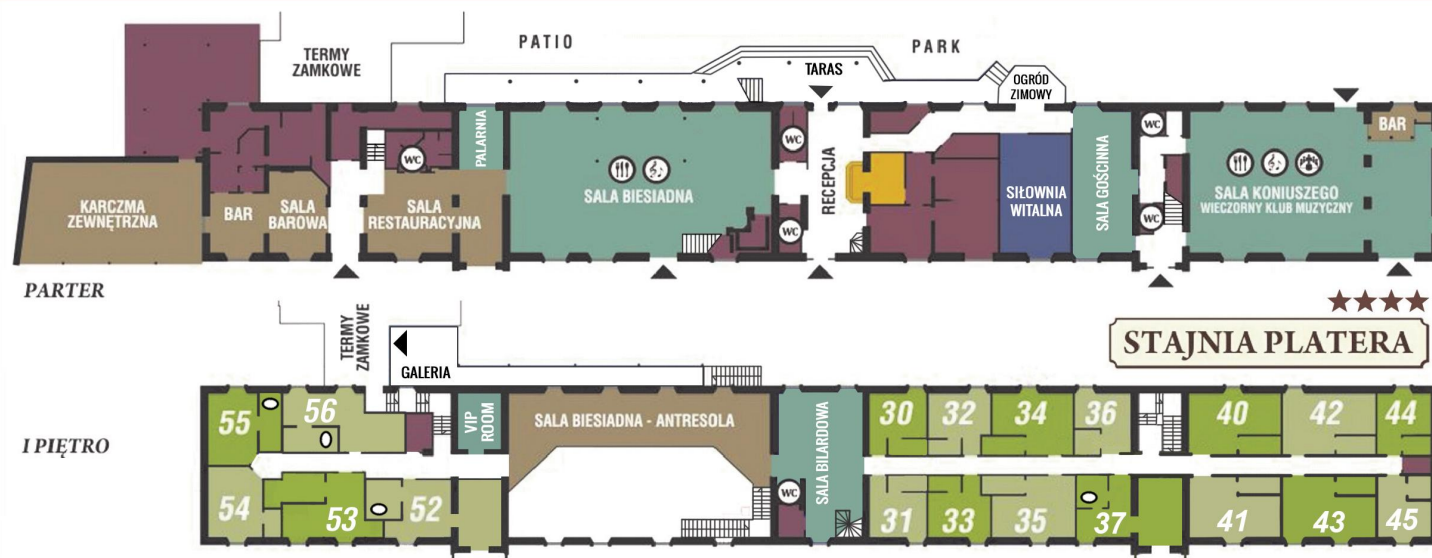 TERMY
ZAMKOWE
PATIO
PARK
TARAS
OGRÓD
ZIMOWY
PALARNIA
WC
WC
WC
BAR
KARCZMA
ZEWNĘTRZNA
BAR
SALA
BAROWA
SALA
RESTAURACYJNA
SALA BIESIADNA
WC
RECEPCJA
SIŁOWNIA
WITALNA
SALA GOŚCINNA
WC
SALA KONIUSZEGO
WIECZORNY KLUB MUZYCZNY
PARTER
TERMY
ZAMKOWE
GALERIA
STAJNIA PLATERA
55
56
VIP
ROOM
SALA BIESIADNA - ANTRESOLA
SALA BILARDOWA
30
32
34
36
40
42
44
I PIĘTRO
54
53
52
WC
31
33
35
37
41
43
45